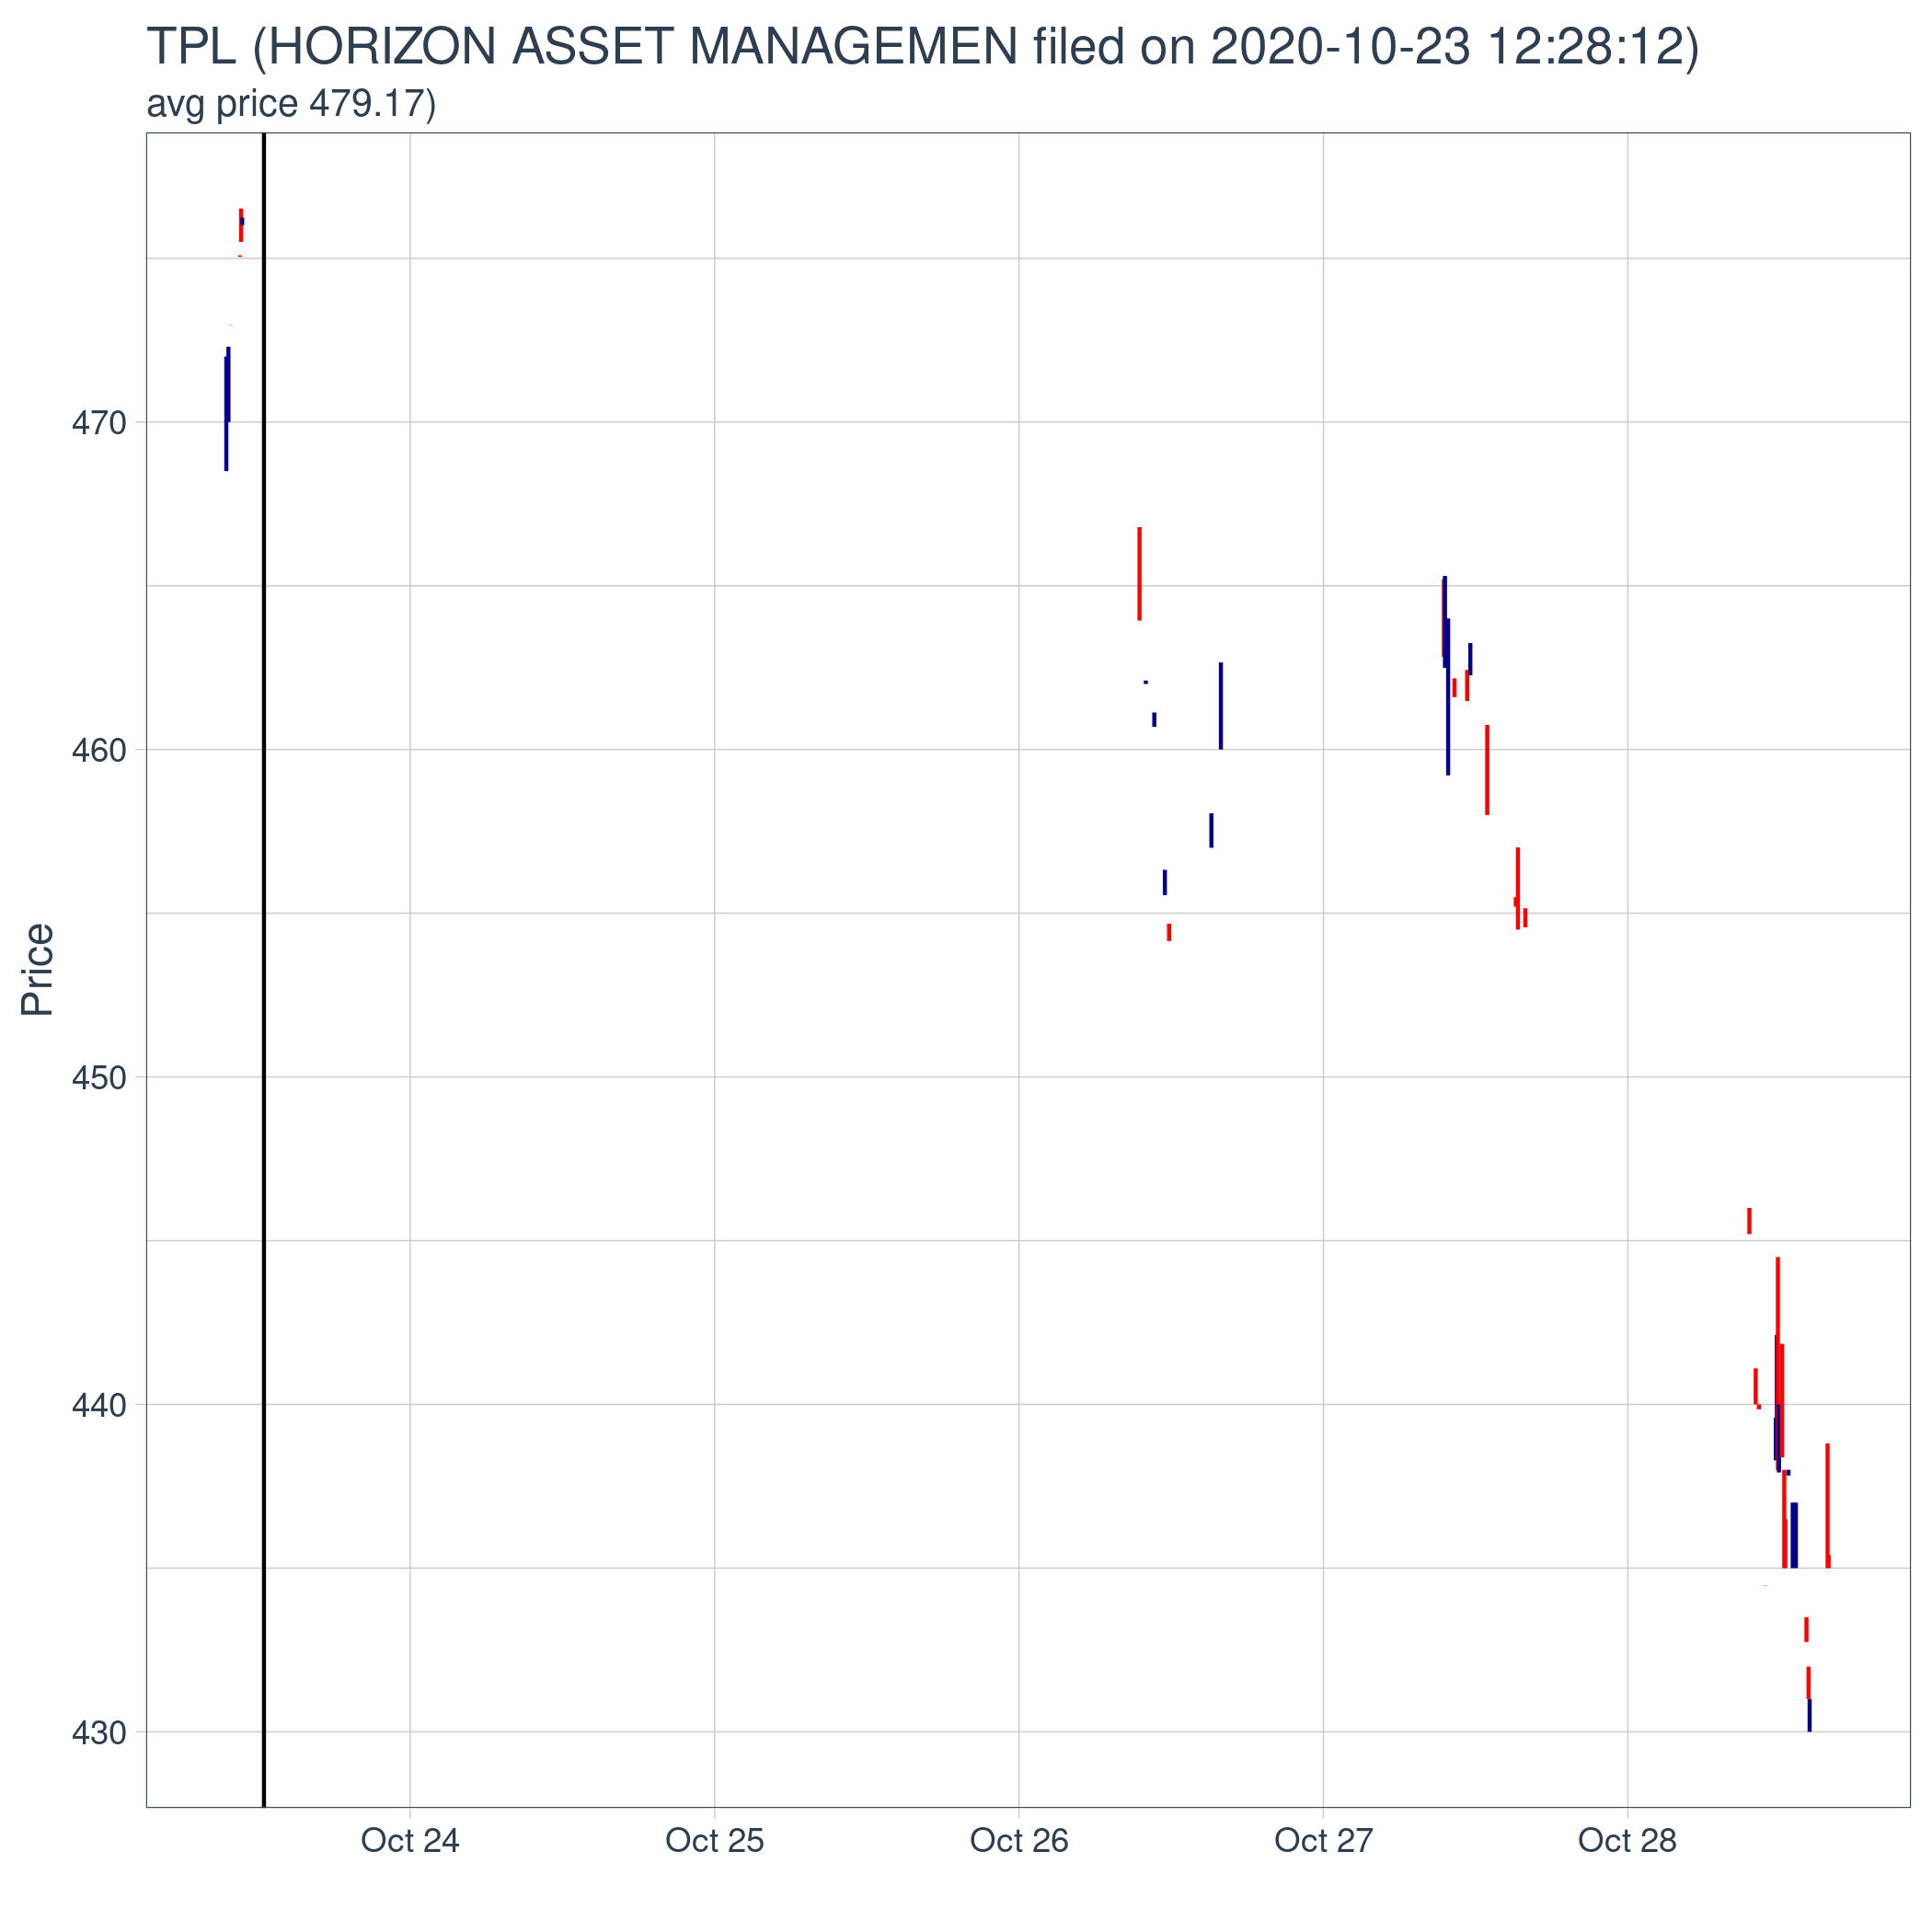 TPL (HORIZON ASSET MANAGEMEN filed on 2020-10-23 12:28:12)
avg price 479.17)
Price
470
460
450
440
430
Oct 24
Oct 25
Oct 26
Oct 27
Oct 28